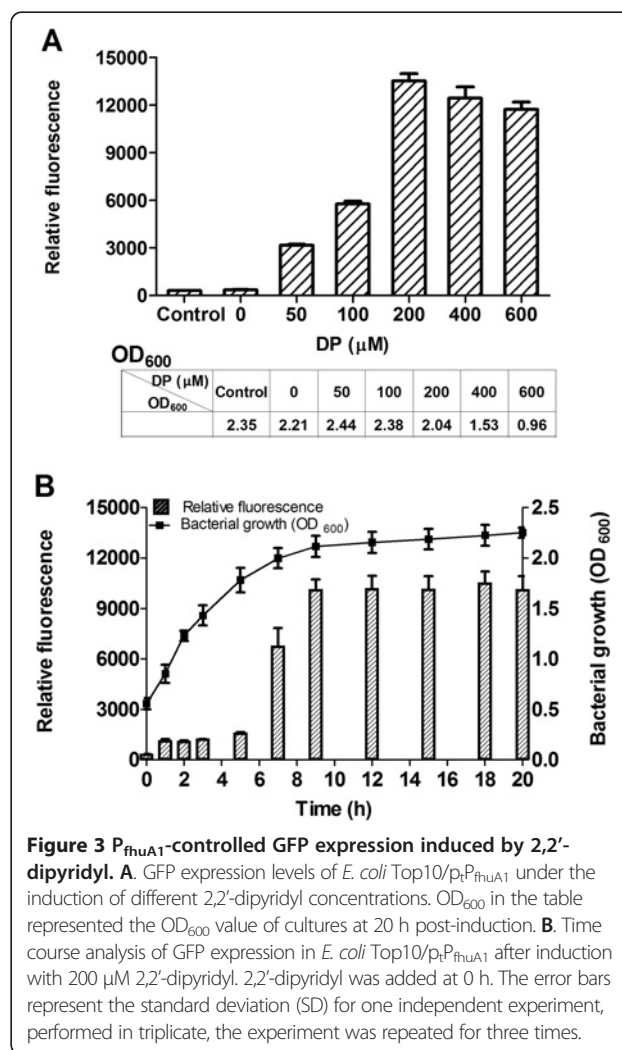 A
Relative fluorescence
15000
12000
9000
6000
3000
0
Control 0 50 100 200 400 600
DP (μM)
OD600
DP (μM) Control 0 50 100 200 400 600
OD600
2.35 2.21 2.44 2.38 2.04 1.53 0.96
B
Relative fluorescence
Bacterial growth (OD 600)
Relative fluorescence
15000
12000
9000
6000
3000
0
2.5
2.0
1.5
1.0
0.5
0.0
Bacterial growth (OD600)
0 2 4 6 8 10 12 14 16 18 20
Time (h)
Figure 3 PfhuA1-controlled GFP expression induced by 2,2’-
dipyridyl. A. GFP expression levels of E. coli Top10/ptPfhuA1 under the
induction of different 2,2’-dipyridyl concentrations. OD600 in the table
represented the OD600 value of cultures at 20 h post-induction. B. Time
course analysis of GFP expression in E. coli Top10/ptPfhuA1 after induction
with 200 μM 2,2’-dipyridyl. 2,2’-dipyridyl was added at 0 h. The error bars
represent the standard deviation (SD) for one independent experiment,
performed in triplicate, the experiment was repeated for three times.